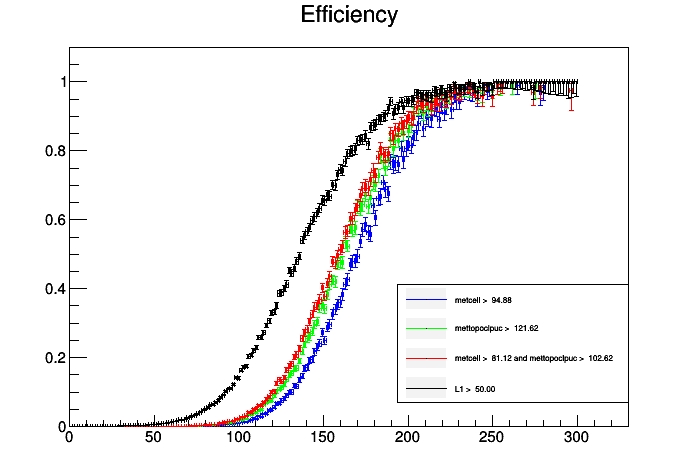 Efficiency
1
0.8
0.6
0.4
0.2
0
0 50 100 150 200 250 300
metcell > 94.88
mettopoclpuc > 121.62
metcell > 81.12 and mettopoclpuc > 102.62
L1 > 50.00